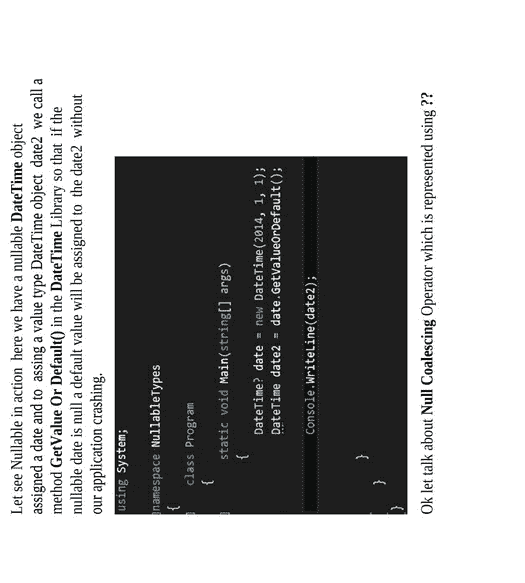 Let see Nullable in action here we have a nullable DateTime object
assigned a date and to assing a value type DateTime object date2 we call a
method GetValue Or Default() in the DateTime Library so that if the
nullable date is null a default value will be assigned to the date2 without
our application crashing.
using System;
namespace NullableTypes
{
class Program
{
static void Main(string[] args)
{
DateTime? date = new DateTime(2014, 1, 1);
DateTime date2 = date.GetValueOrDefault();
Console.WriteLine(date2);
}
}
}
Ok let talk about Null Coalescing Operator which is represented using ??